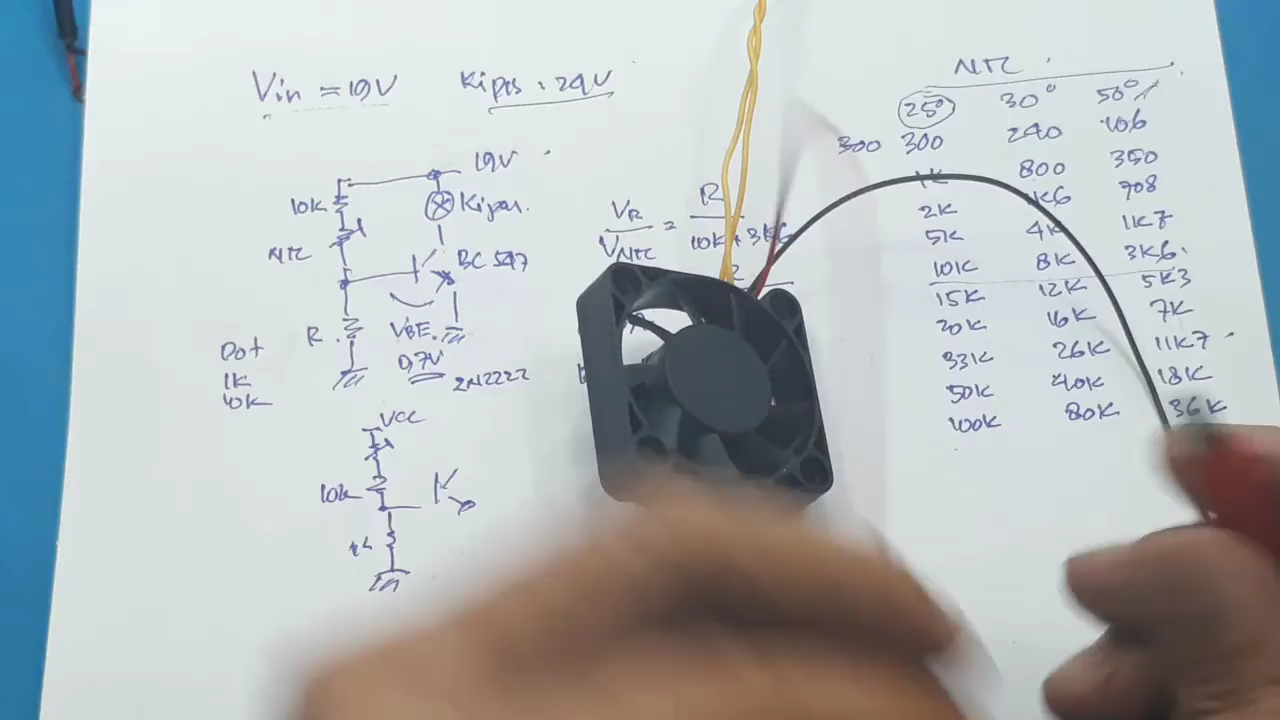 Vin = 19V Kipas : 24V
19V
10K
Kipas.
NTC
BC 547
R.
VBE.
0,7V
2N2222
Pot
1K
10K
VCC
10K
1K
VR/VNTC = R/10K+3K6
NTC
25° 30° 50°
300 300 240 106
1K 800 350
2K 1K6 708
5K 4K 1K7
10K 8K 3K6.
15K 12K 5K3
20K 16K 7K
33K 26K 11K7
50K 40K 18K
100K 80K 36K